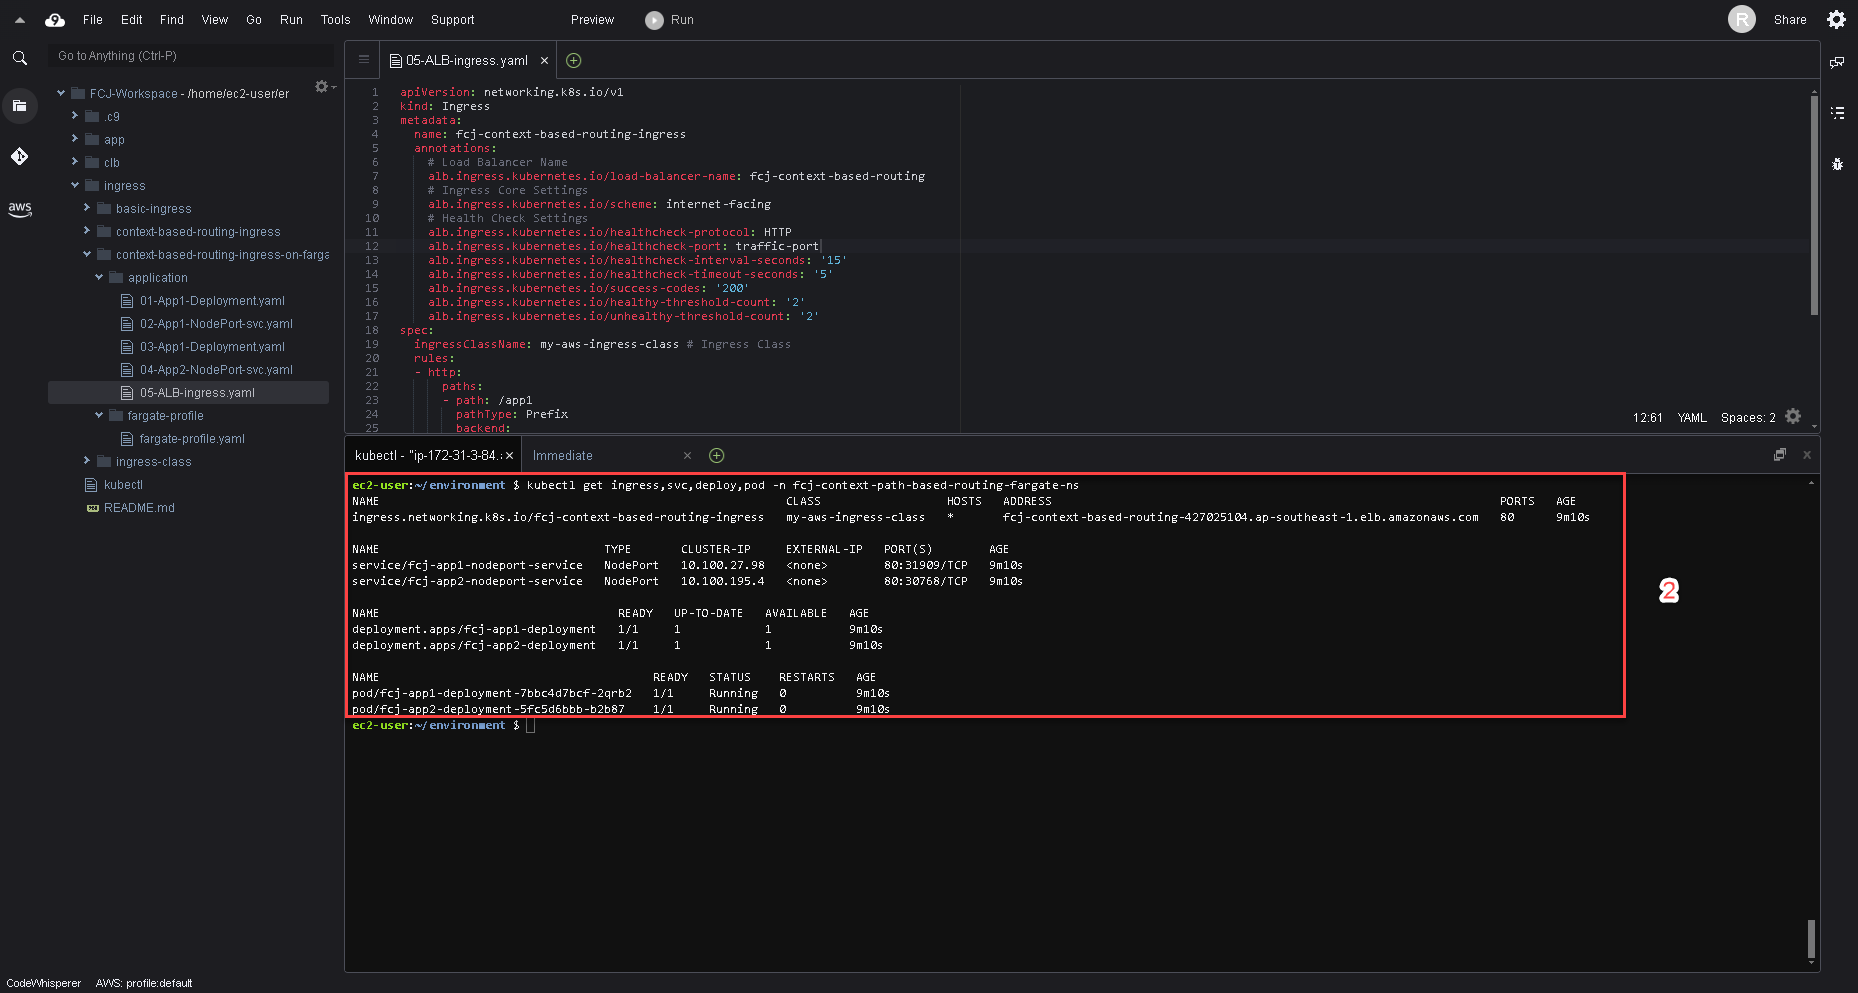 File Edit Find View Go Run Tools Window Support Preview Run R Share
Go to Anything (Ctrl-P)
FCJ-Workspace - /home/ec2-user/er
.c9
app
clb
ingress
basic-ingress
context-based-routing-ingress
context-based-routing-ingress-on-farga
application
01-App1-Deployment.yaml
02-App1-NodePort-svc.yaml
03-App1-Deployment.yaml
04-App2-NodePort-svc.yaml
05-ALB-ingress.yaml
fargate-profile
fargate-profile.yaml
ingress-class
kubectl
README.md
aws
05-ALB-ingress.yaml
1 apiVersion: networking.k8s.io/v1
2 kind: Ingress
3 metadata:
4 name: fcj-context-based-routing-ingress
5 annotations:
6 # Load Balancer Name
7 alb.ingress.kubernetes.io/load-balancer-name: fcj-context-based-routing
8 # Ingress Core Settings
9 alb.ingress.kubernetes.io/scheme: internet-facing
10 # Health Check Settings
11 alb.ingress.kubernetes.io/healthcheck-protocol: HTTP
12 alb.ingress.kubernetes.io/healthcheck-port: traffic-port
13 alb.ingress.kubernetes.io/healthcheck-interval-seconds: '15'
14 alb.ingress.kubernetes.io/healthcheck-timeout-seconds: '5'
15 alb.ingress.kubernetes.io/success-codes: '200'
16 alb.ingress.kubernetes.io/healthy-threshold-count: '2'
17 alb.ingress.kubernetes.io/unhealthy-threshold-count: '2'
18 spec:
19 ingressClassName: my-aws-ingress-class # Ingress Class
20 rules:
21 - http:
22 paths:
23 - path: /app1
24 pathType: Prefix
25 backend:
12:61 YAML Spaces: 2
kubectl - "ip-172-31-3-84. Immediate
ec2-user:~/environment $ kubectl get ingress,svc,deploy,pod -n fcj-context-path-based-routing-fargate-ns
NAME CLASS HOSTS ADDRESS PORTS AGE
ingress.networking.k8s.io/fcj-context-based-routing-ingress my-aws-ingress-class * fcj-context-based-routing-427025104.ap-southeast-1.elb.amazonaws.com 80 9m10s
NAME TYPE CLUSTER-IP EXTERNAL-IP PORT(S) AGE
service/fcj-app1-nodeport-service NodePort 10.100.27.98 <none> 80:31909/TCP 9m10s
service/fcj-app2-nodeport-service NodePort 10.100.195.4 <none> 80:30768/TCP 9m10s
NAME READY UP-TO-DATE AVAILABLE AGE
deployment.apps/fcj-app1-deployment 1/1 1 1 9m10s
deployment.apps/fcj-app2-deployment 1/1 1 1 9m10s
NAME READY STATUS RESTARTS AGE
pod/fcj-app1-deployment-7bbc4d7bcf-2qrb2 1/1 Running 0 9m10s
pod/fcj-app2-deployment-5fc5d6bbb-b2b87 1/1 Running 0 9m10s
ec2-user:~/environment $
2
CodeWhisperer AWS: profile:default